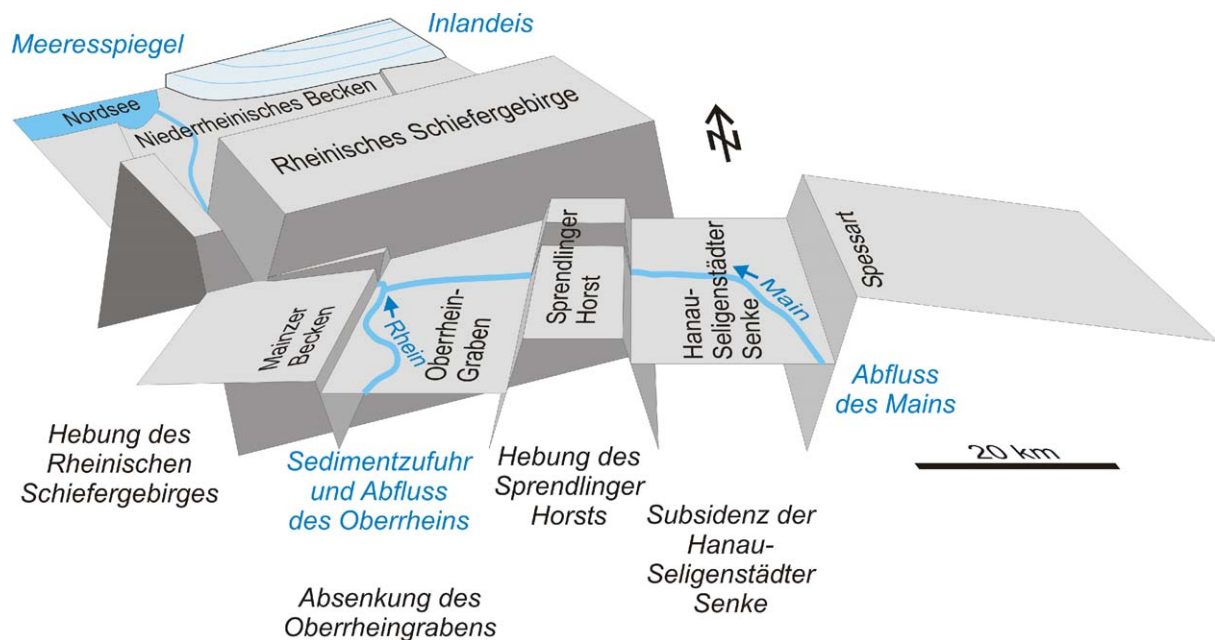 Meeresspiegel
Inlandeis
Nordsee
Niederrheinisches Becken
Rheinisches Schiefergebirge
N
Spessart
Mainzer
Becken
Rhein
Oberrhein-
Graben
Sprendlinger
Horst
Hanau-
Seligenstädter
Senke
Main
Abfluss
des Mains
20 km
Hebung des
Rheinischen
Schiefergebirges
Sedimentzufuhr
und Abfluss
des Oberrheins
Hebung des
Sprendlinger
Horsts
Subsidenz der
Hanau-
Seligenstädter
Senke
Absenkung des
Oberrheingrabens